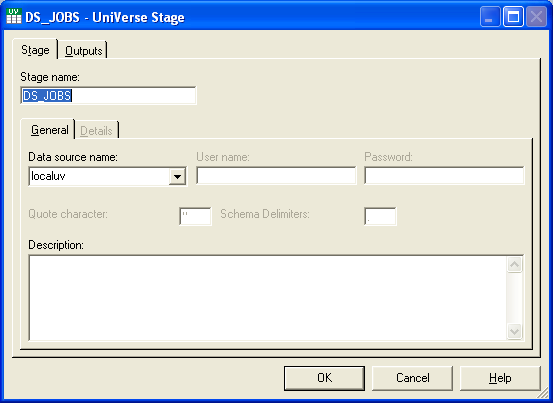 DS_JOBS - UniVerse Stage
Stage Outputs
Stage name:
DS_JOBS
General Details
Data source name: User name: Password:
localuv
Quote character: " Schema Delimiters: .
Description:
OK Cancel Help